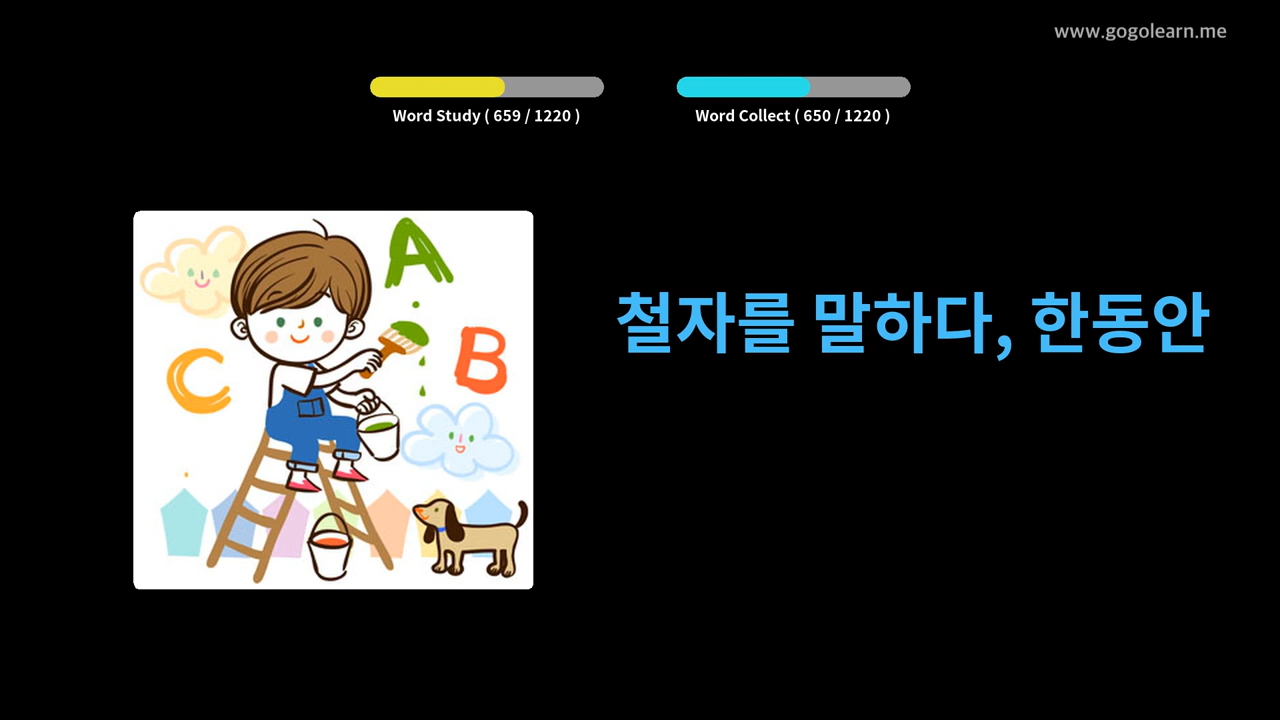 www.gogolearn.me
Word Study ( 659 / 1220 )
Word Collect ( 650 / 1220 )
A
B
C
철자를 말하다, 한동안